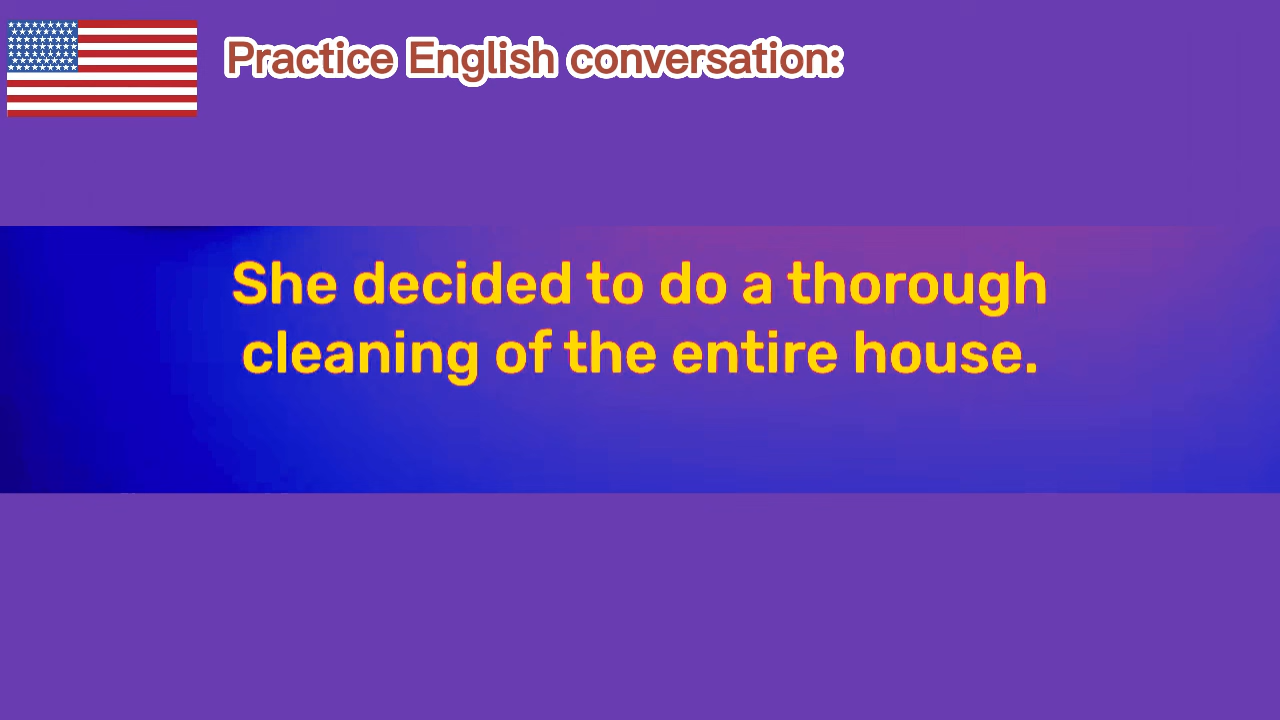 Practice English conversation:
She decided to do a thorough
cleaning of the entire house.